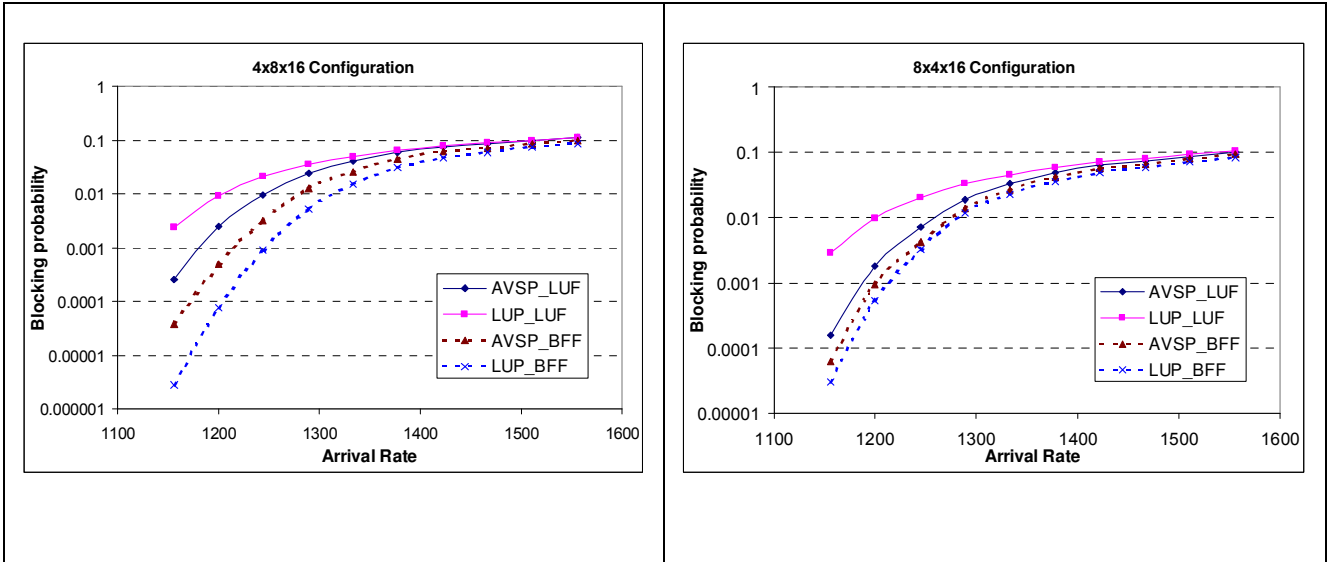 4x8x16 Configuration
1
0.1
0.01
0.001
0.0001
0.00001
0.000001
Blocking probability
1100 1200 1300 1400 1500 1600
Arrival Rate
AVSP_LUF
LUP_LUF
AVSP_BFF
LUP_BFF
8x4x16 Configuration
1
0.1
0.01
0.001
0.0001
0.00001
Blocking probability
1100 1200 1300 1400 1500 1600
Arrival Rate
AVSP_LUF
LUP_LUF
AVSP_BFF
LUP_BFF